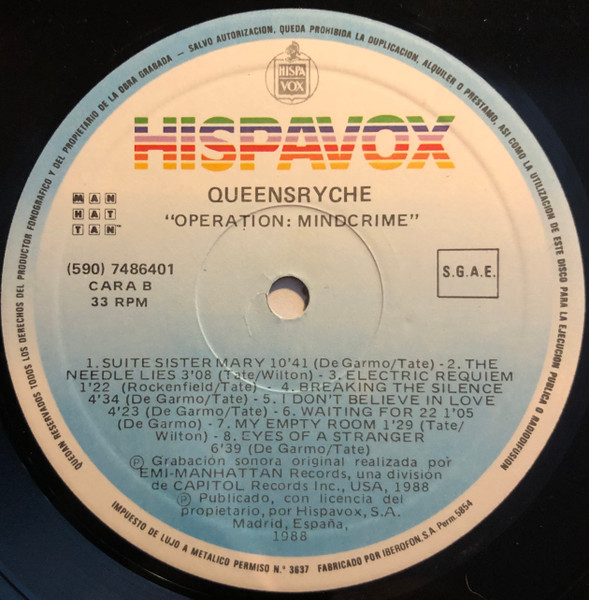 QUEDAN RESERVADOS TODOS LOS DERECHOS DEL PRODUCTOR FONOGRAFICO Y DEL PROPIETARIO DE LA OBRA GRABADA — SALVO AUTORIZACION, QUEDA PROHIBIDA LA DUPLICACION, ALQUILER O PRESTAMO, ASI COMO LA UTILIZACION DE ESTE DISCO PARA LA EJECUCION PUBLICA O RADIODIFUSION
HISPA
VOX
HISPAVOX
QUEENSRYCHE
"OPERATION: MINDCRIME"
MAN
HAT
TAN™
(590) 7486401
CARA B
33 RPM
S.G.A.E.
1. SUITE SISTER MARY 10'41 (De Garmo/Tate) - 2. THE
NEEDLE LIES 3'08 (Tate/Wilton) - 3. ELECTRIC REQUIEM
1'22 (Rockenfield/Tate) - 4. BREAKING THE SILENCE
4'34 (De Garmo/Tate) - 5. I DON'T BELIEVE IN LOVE
4'23 (De Garmo/Tate) - 6. WAITING FOR 22 1'05
(De Garmo) - 7. MY EMPTY ROOM 1'29 (Tate/
Wilton) - 8. EYES OF A STRANGER
6'39 (De Garmo/Tate)
Ⓟ Grabación sonora original realizada por
EMI-MANHATTAN Records, una división
de CAPITOL Records Inc., USA, 1988
Ⓟ Publicado, con licencia del
propietario, por Hispavox, S.A.
Madrid, España,
1988
IMPUESTO DE LUJO A METALICO PERMISO N.º 3637 FABRICADO POR IBEROFON, S.A. Perm. 5854